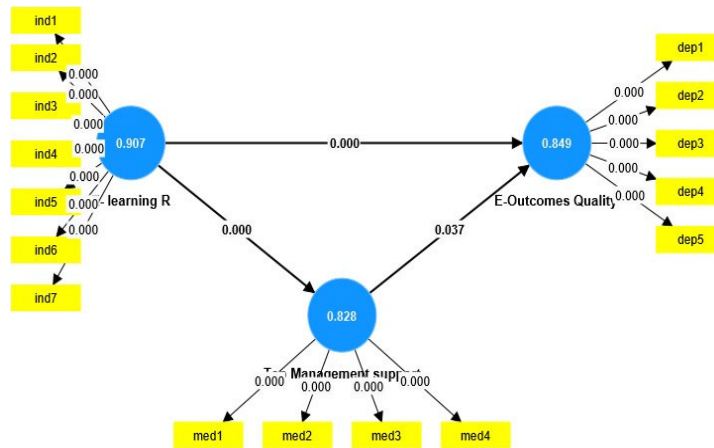 ind1
ind2
ind3
ind4
ind5
ind6
ind7
0.000
0.000
0.000
0.000
0.000
0.000
0.000
0.907
learning R
0.000
0.000
0.037
0.849
E-Outcomes Quality
0.000
0.000
0.000
0.000
0.000
dep1
dep2
dep3
dep4
dep5
0.828
Management support
0.000
0.000
0.000
0.000
med1
med2
med3
med4